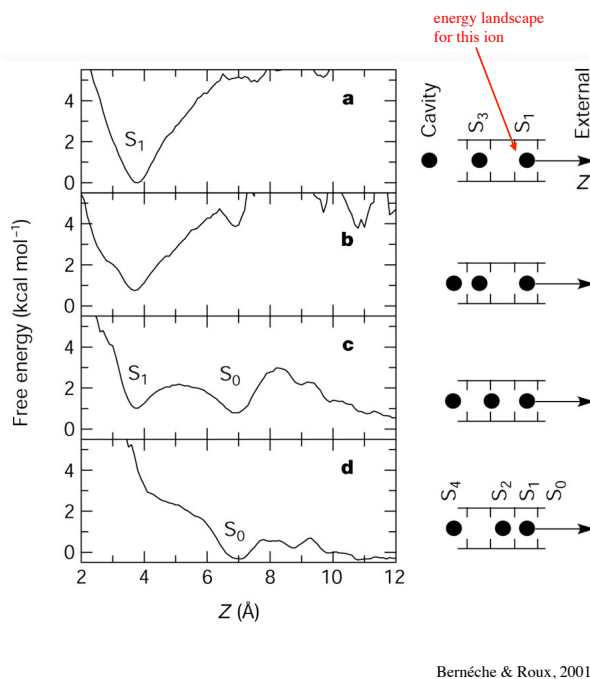 energy landscape
for this ion
a
S1
4
2
0
Cavity
S3
S1
External
Z
b
4
2
0
Free energy (kcal mol−1)
c
S1
S0
4
2
0
d
S0
4
2
0
S4
S2
S1
S0
2 4 6 8 10 12
Z (Å)
Bernéche & Roux, 2001